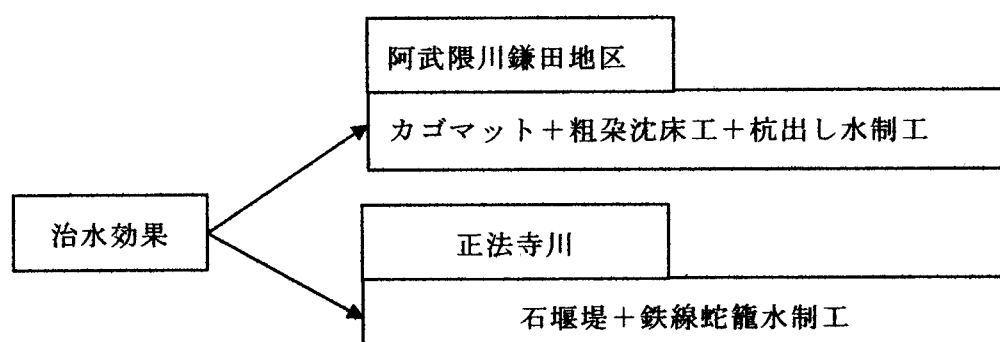 阿武隈川鎌田地区
カゴマット＋粗朶沈床工＋杭出し水制工
治水効果
正法寺川
石堰堤＋鉄線蛇籠水制工